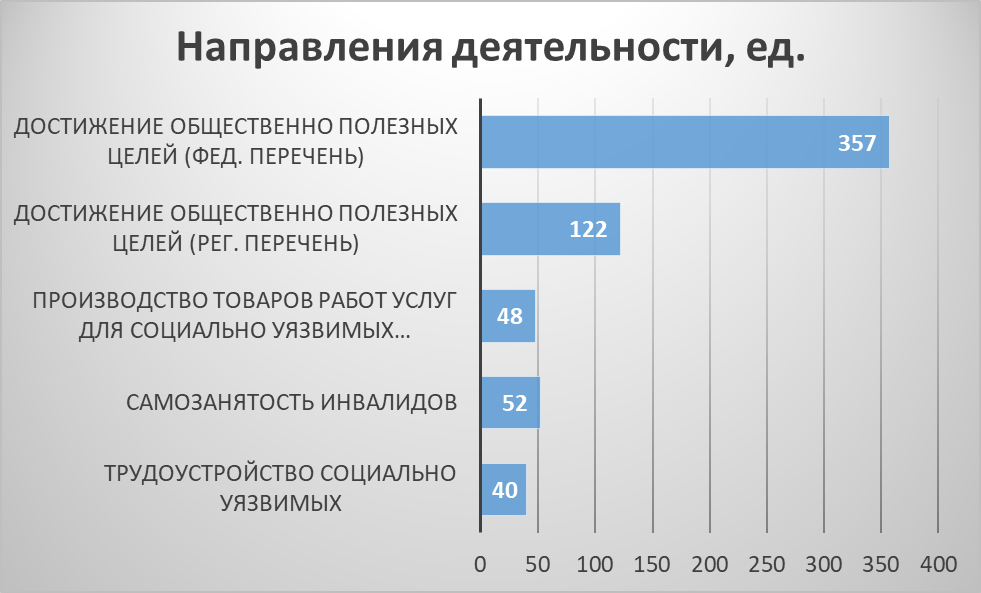 Направления деятельности, ед.
ДОСТИЖЕНИЕ ОБЩЕСТВЕННО ПОЛЕЗНЫХ
ЦЕЛЕЙ (ФЕД. ПЕРЕЧЕНЬ)
357
ДОСТИЖЕНИЕ ОБЩЕСТВЕННО ПОЛЕЗНЫХ
ЦЕЛЕЙ (РЕГ. ПЕРЕЧЕНЬ)
122
ПРОИЗВОДСТВО ТОВАРОВ РАБОТ УСЛУГ
ДЛЯ СОЦИАЛЬНО УЯЗВИМЫХ...
48
САМОЗАНЯТОСТЬ ИНВАЛИДОВ
52
ТРУДОУСТРОЙСТВО СОЦИАЛЬНО
УЯЗВИМЫХ
40
0 50 100 150 200 250 300 350 400